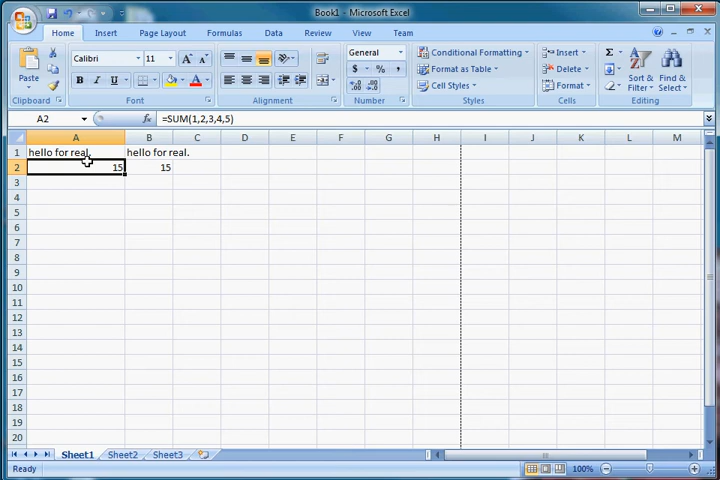 Book1 - Microsoft Excel
Home Insert Page Layout Formulas Data Review View Team
Paste
Calibri 11 A A
B I U A
General
$ % ,
Conditional Formatting
Format as Table
Cell Styles
Insert
Delete
Format
Σ
Sort & Filter
Find & Select
Clipboard Font Alignment Number Styles Cells Editing
A2 fx =SUM(1,2,3,4,5)
A B C D E F G H I J K L M
1 hello for real. hello for real.
2 15 15
3
4
5
6
7
8
9
10
11
12
13
14
15
16
17
18
19
20
Sheet1 Sheet2 Sheet3
Ready 100%